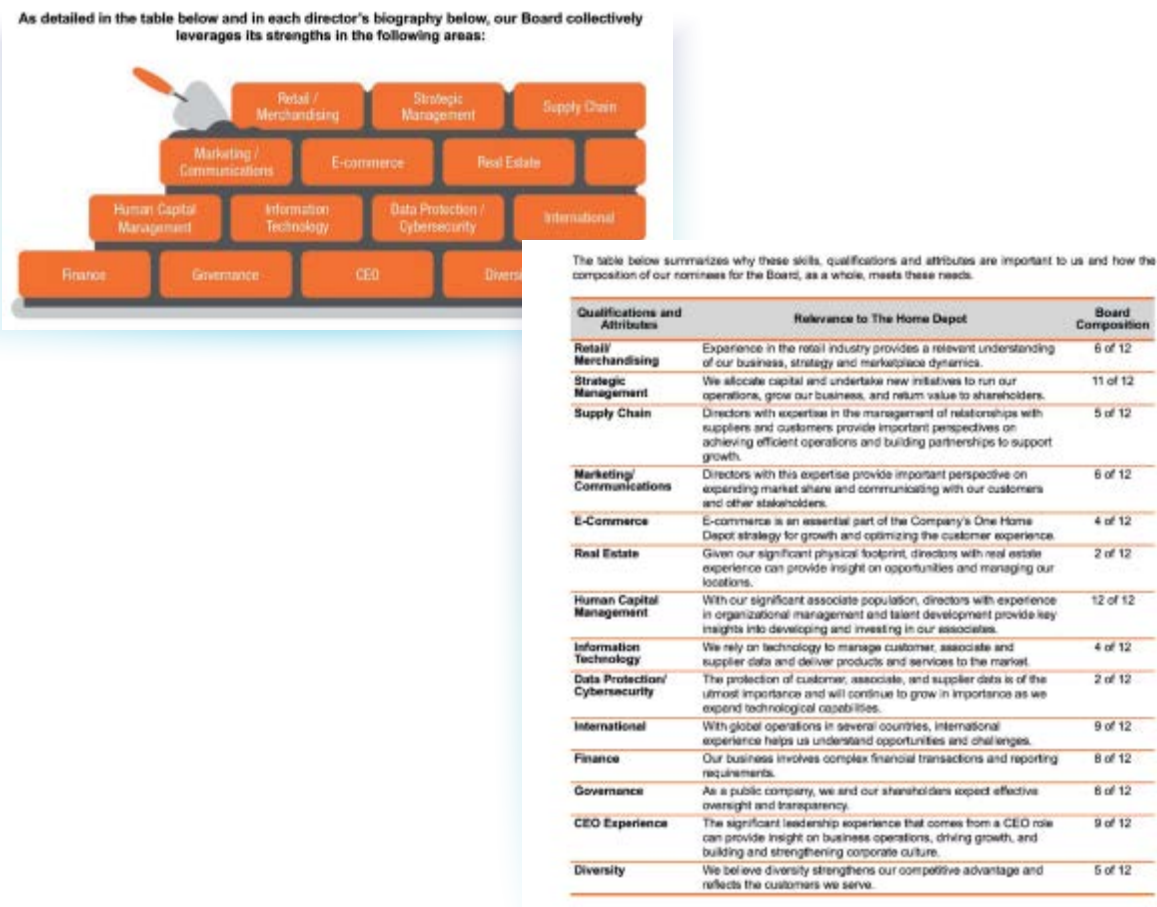 As detailed in the table below and in each director's biography below, our Board collectively
leverages its strengths in the following areas:
Retail /
Merchandising
Strategic
Management
Supply Chain
Marketing /
Communications
E-commerce
Real Estate
Human Capital
Management
Information
Technology
Data Protection /
Cybersecurity
International
Finance
Governance
CEO
Divers
The table below summarizes why these skills, qualifications and attributes are important to us and how the
composition of our nominees for the Board, as a whole, meets these needs.
Qualifications and
Attributes
Relevance to The Home Depot
Board
Composition
Retail/
Merchandising
Experience in the retail industry provides a relevant understanding
of our business, strategy and marketplace dynamics.
6 of 12
Strategic
Management
We allocate capital and undertake new initiatives to run our
operations, grow our business, and return value to shareholders.
11 of 12
Supply Chain
Directors with expertise in the management of relationships with
suppliers and customers provide important perspectives on
achieving efficient operations and building partnerships to support
growth.
5 of 12
Marketing/
Communications
Directors with this expertise provide important perspective on
expanding market share and communicating with our customers
and other stakeholders.
6 of 12
E-Commerce
E-commerce is an essential part of the Company's One Home
Depot strategy for growth and optimizing the customer experience.
4 of 12
Real Estate
Given our significant physical footprint, directors with real estate
experience can provide insight on opportunities and managing our
locations.
2 of 12
Human Capital
Management
With our significant associate population, directors with experience
in organizational management and talent development provide key
insights into developing and investing in our associates.
12 of 12
Information
Technology
We rely on technology to manage customer, associate and
supplier data and deliver products and services to the market.
4 of 12
Data Protection/
Cybersecurity
The protection of customer, associate, and supplier data is of the
utmost importance and will continue to grow in importance as we
expand technological capabilities.
2 of 12
International
With global operations in several countries, international
experience helps us understand opportunities and challenges.
9 of 12
Finance
Our business involves complex financial transactions and reporting
requirements.
8 of 12
Governance
As a public company, we and our shareholders expect effective
oversight and transparency.
of 12
CEO Experience
The significant leadership experience that comes from a CEO role
can provide insight on business operations, driving growth, and
building and strengthening corporate culture.
9 of 12
Diversity
We believe diversity strengthens our competitive advantage and
reflects the customers we serve.
5 of 12